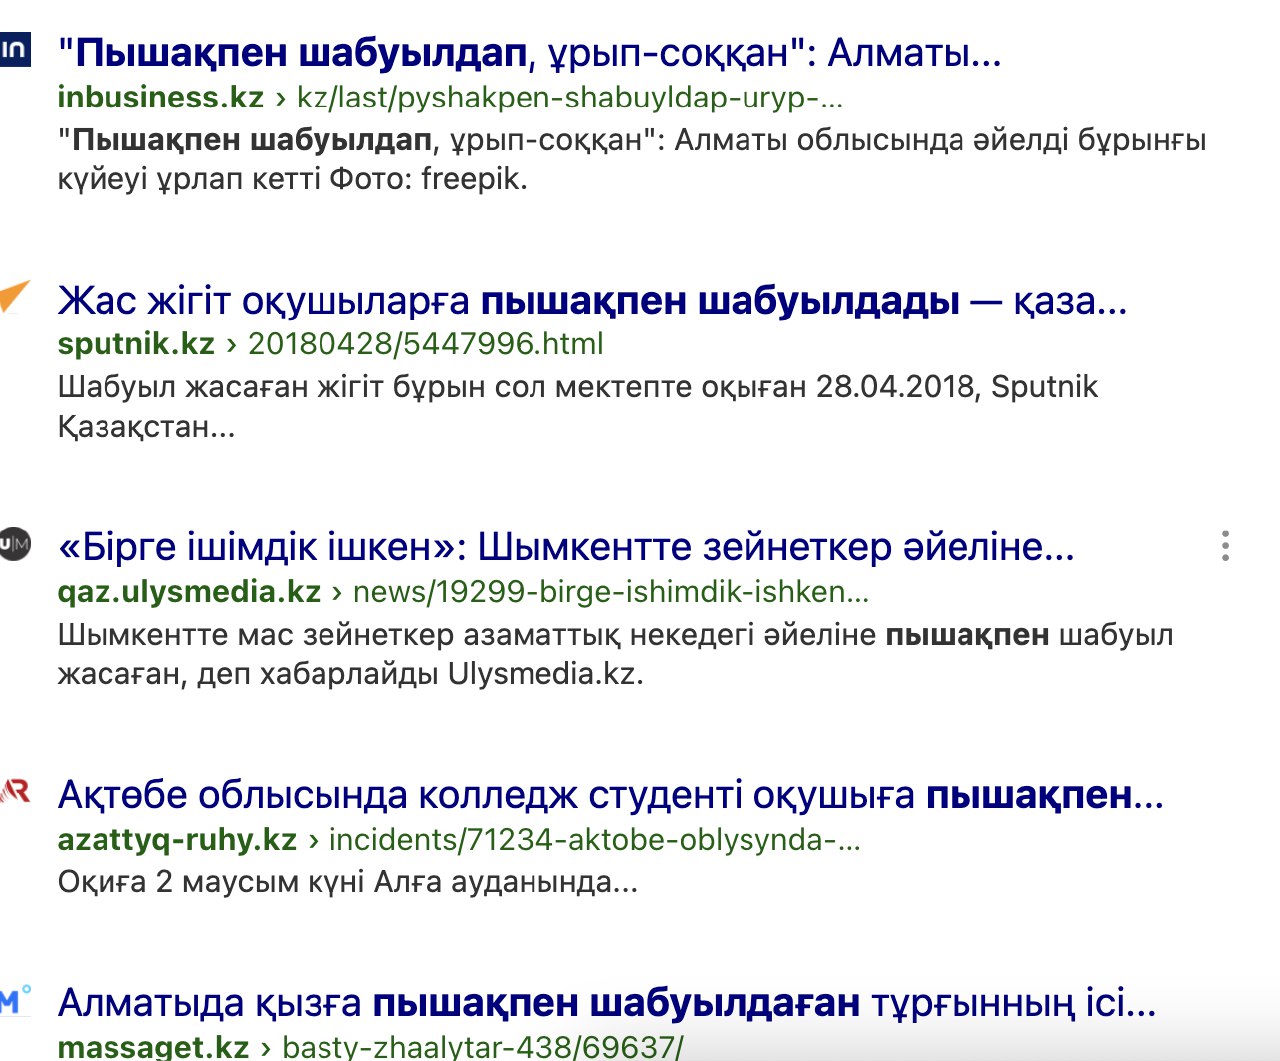 in
"Пышақпен шабуылдап, ұрып-соққан": Алматы...
inbusiness.kz › kz/last/pyshakpen-shabuyldap-uryp-...
"Пышақпен шабуылдап, ұрып-соққан": Алматы облысында әйелді бұрынғы
күйеуі ұрлап кетті Фото: freepik.
Жас жігіт оқушыларға пышақпен шабуылдады — қаза...
sputnik.kz › 20180428/5447996.html
Шабуыл жасаған жігіт бұрын сол мектепте оқыған 28.04.2018, Sputnik
Қазақстан...
U|M
«Бірге ішімдік ішкен»: Шымкентте зейнеткер әйеліне...
qaz.ulysmedia.kz › news/19299-birge-ishimdik-ishken...
Шымкентте мас зейнеткер азаматтық некедегі әйеліне пышақпен шабуыл
жасаған, деп хабарлайды Ulysmedia.kz.
AR
Ақтөбе облысында колледж студенті оқушыға пышақпен...
azattyq-ruhy.kz › incidents/71234-aktobe-oblysynda-...
Оқиға 2 маусым күні Алға ауданында...
M
Алматыда қызға пышақпен шабуылдаған тұрғынның ісі...
massaget.kz › basty-zhaalytar-438/69637/